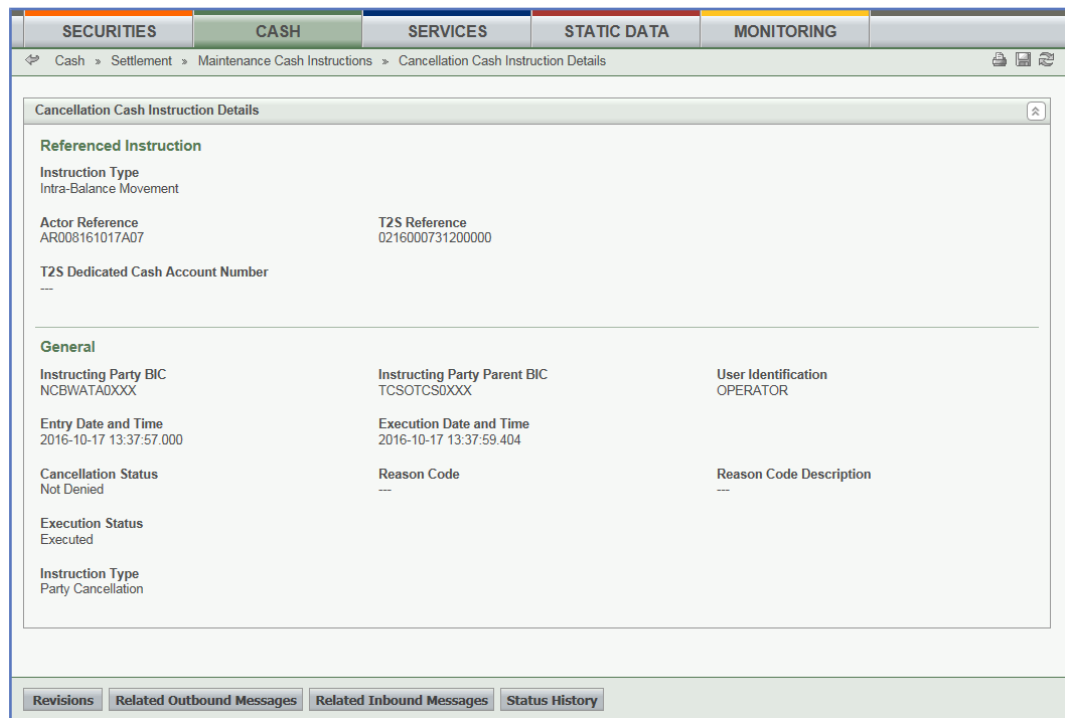 SECURITIES CASH SERVICES STATIC DATA MONITORING
Cash » Settlement » Maintenance Cash Instructions » Cancellation Cash Instruction Details
Cancellation Cash Instruction Details
Referenced Instruction
Instruction Type
Intra-Balance Movement
Actor Reference T2S Reference
AR008161017A07 0216000731200000
T2S Dedicated Cash Account Number
---
General
Instructing Party BIC Instructing Party Parent BIC User Identification
NCBWATA0XXX TCSOTCS0XXX OPERATOR
Entry Date and Time Execution Date and Time
2016-10-17 13:37:57.000 2016-10-17 13:37:59.404
Cancellation Status Reason Code Reason Code Description
Not Denied --- ---
Execution Status
Executed
Instruction Type
Party Cancellation
Revisions Related Outbound Messages Related Inbound Messages Status History